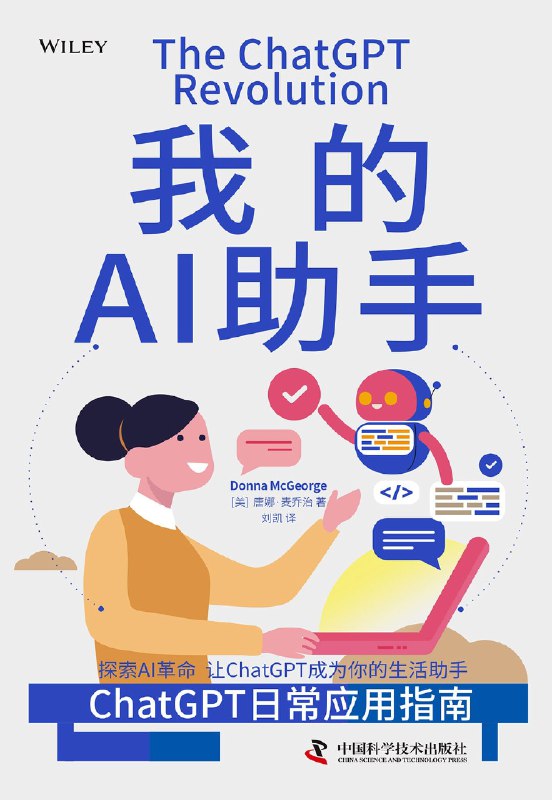 WILEY
The ChatGPT
Revolution
我的
AI助手
Donna McGeorge
[美] 唐娜·麦乔治 著
刘凯 译
</>
探索AI革命 让ChatGPT成为你的生活助手
ChatGPT日常应用指南
中国科学技术出版社
CHINA SCIENCE AND TECHNOLOGY PRESS